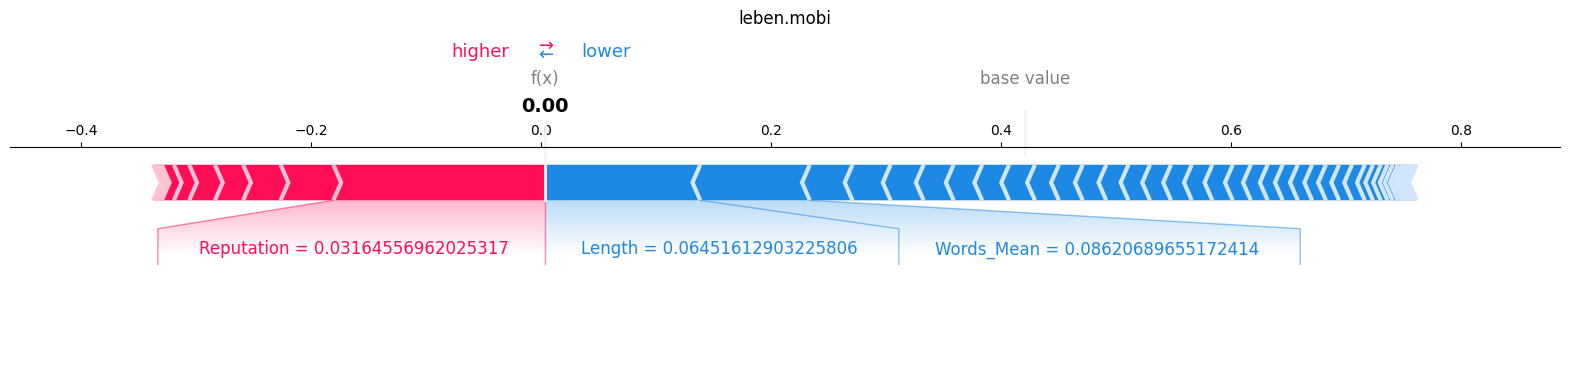 leben.mobi
higher ⇄ lower
f(x) base value
0.00
−0.4 −0.2 0.0 0.2 0.4 0.6 0.8
Reputation = 0.03164556962025317 Length = 0.06451612903225806 Words_Mean = 0.08620689655172414